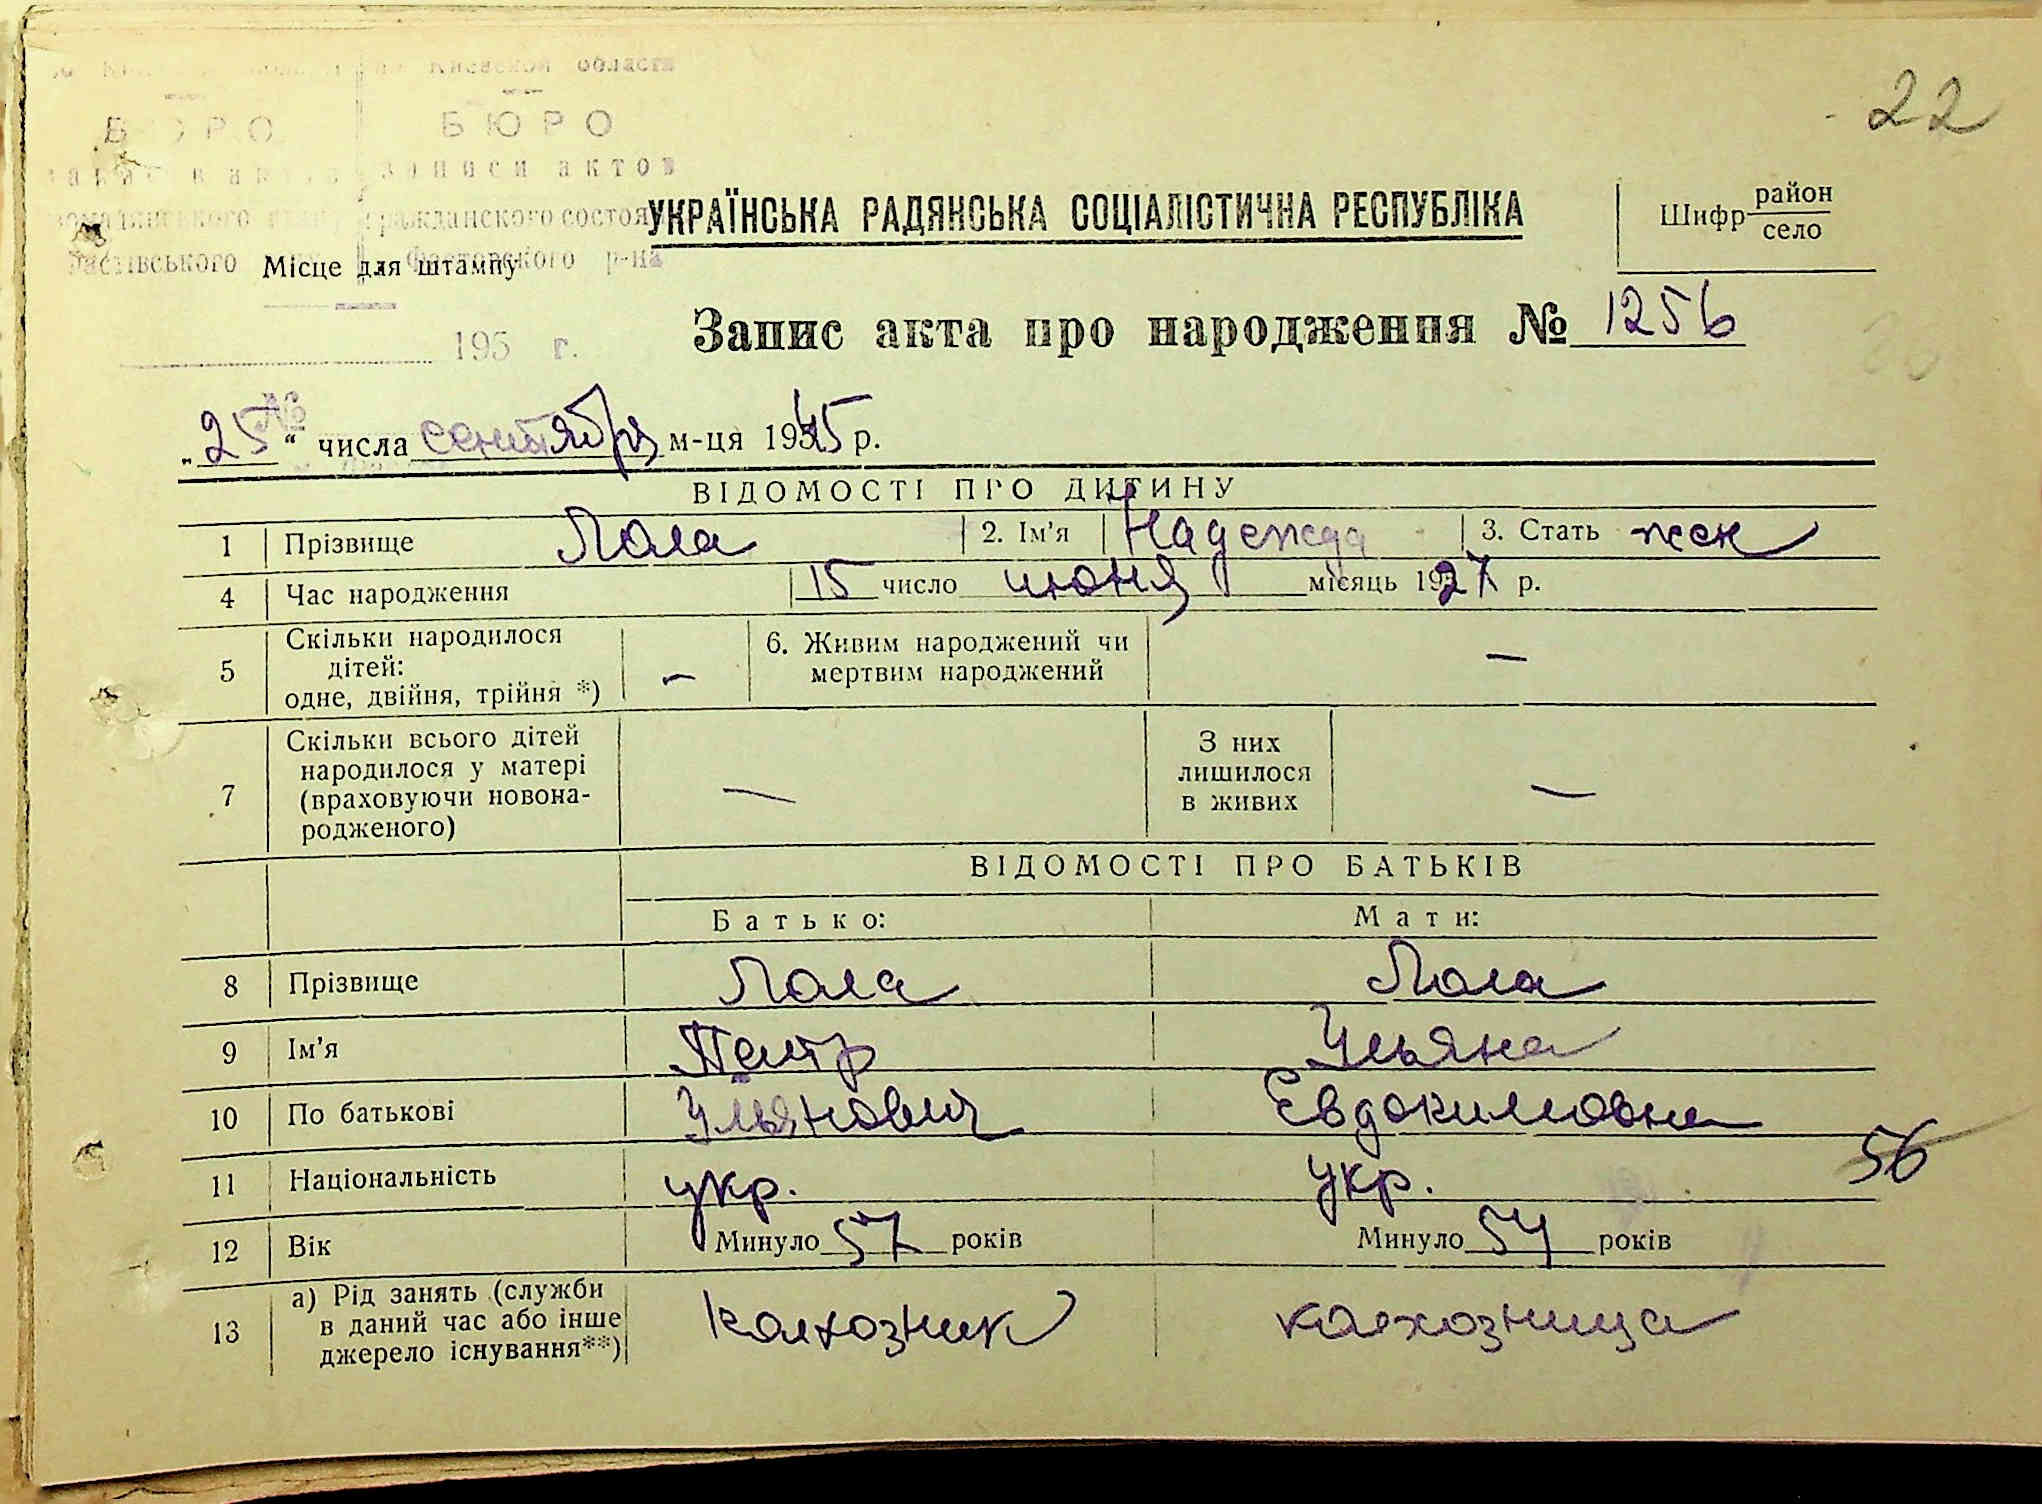 Киевской области
БЮРО БЮРО
записи актов
гражданского состоя
Фастівського Фастовского р-на
22
УКРАЇНСЬКА РАДЯНСЬКА СОЦІАЛІСТИЧНА РЕСПУБЛІКА
Шифр район
село
Місце для штампу
195 г.
Запис акта про народження № 1256
№
„25“ числа сентября м-ця 1945 р.
ВІДОМОСТІ ПРО ДИТИНУ
1 Прізвище Лола 2. Ім'я Надежда 3. Стать жен
4 Час народження 15 число июня місяць 1927 р.
5 Скільки народилося дітей: одне, двійня, трійня *) — 6. Живим народжений чи мертвим народжений —
7 Скільки всього дітей народилося у матері (враховуючи новона-родженого) — З них лишилося в живих —
ВІДОМОСТІ ПРО БАТЬКІВ
Батько: Мати:
8 Прізвище Лола Лола
9 Ім'я Петр Ульяна
10 По батькові Ульянович Евдокимовна
56
11 Національність укр. укр.
12 Вік Минуло 57 років Минуло 54 років
13 а) Рід занять (служби в даний час або інше джерело існування**) колхозник колхозница